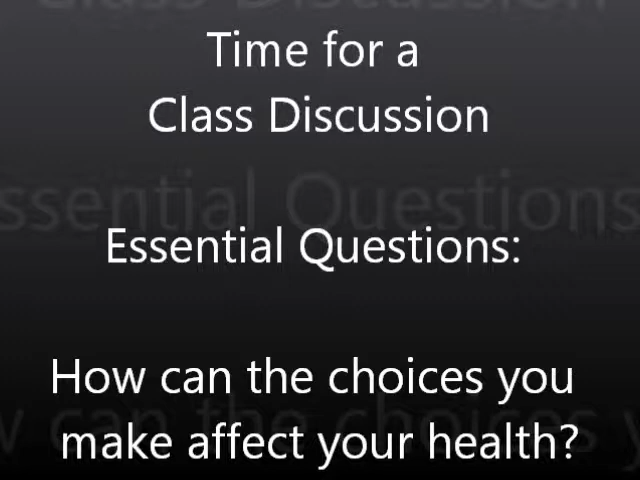 Time for a
Class Discussion
Essential Questions:
How can the choices you
make affect your health?